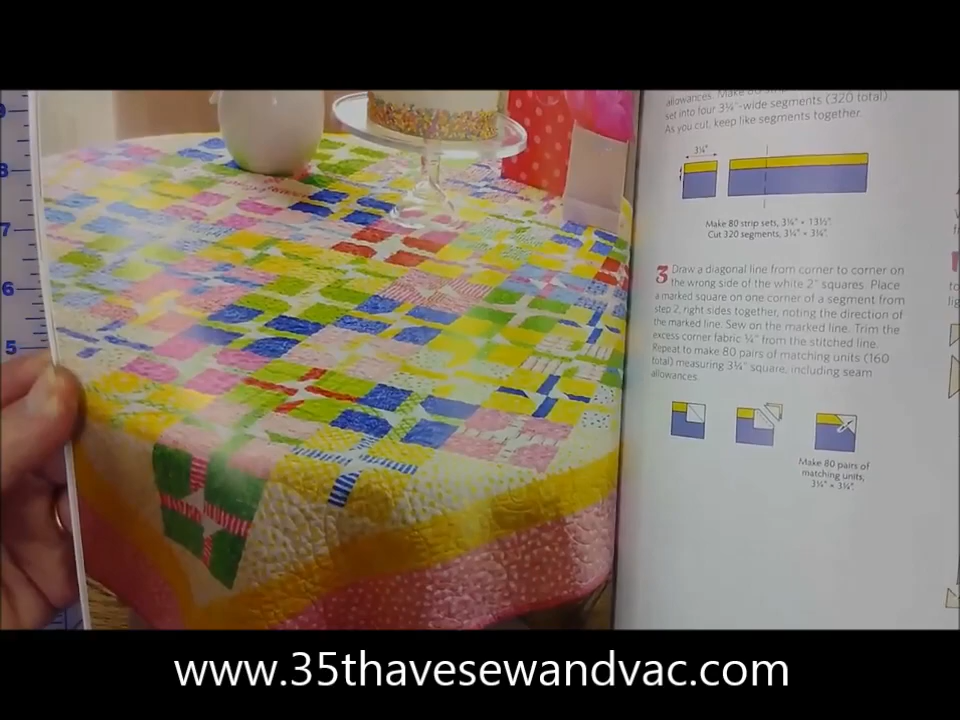 allowances. Make 80 strip
set into four 3¼"-wide segments (320 total).
As you cut, keep like segments together.
3¼"
Make 80 strip sets, 3¼" × 13½".
Cut 320 segments, 3¼" × 3¼".
3 Draw a diagonal line from corner to corner on
the wrong side of the white 2" squares. Place
a marked square on one corner of a segment from
step 2, right sides together, noting the direction of
the marked line. Sew on the marked line. Trim the
excess corner fabric ¼" from the stitched line.
Repeat to make 80 pairs of matching units (160
total) measuring 3¼" square, including seam
allowances.
Make 80 pairs of
matching units,
3¼" × 3¼".
9
8
7
6
5
www.35thavesewandvac.com